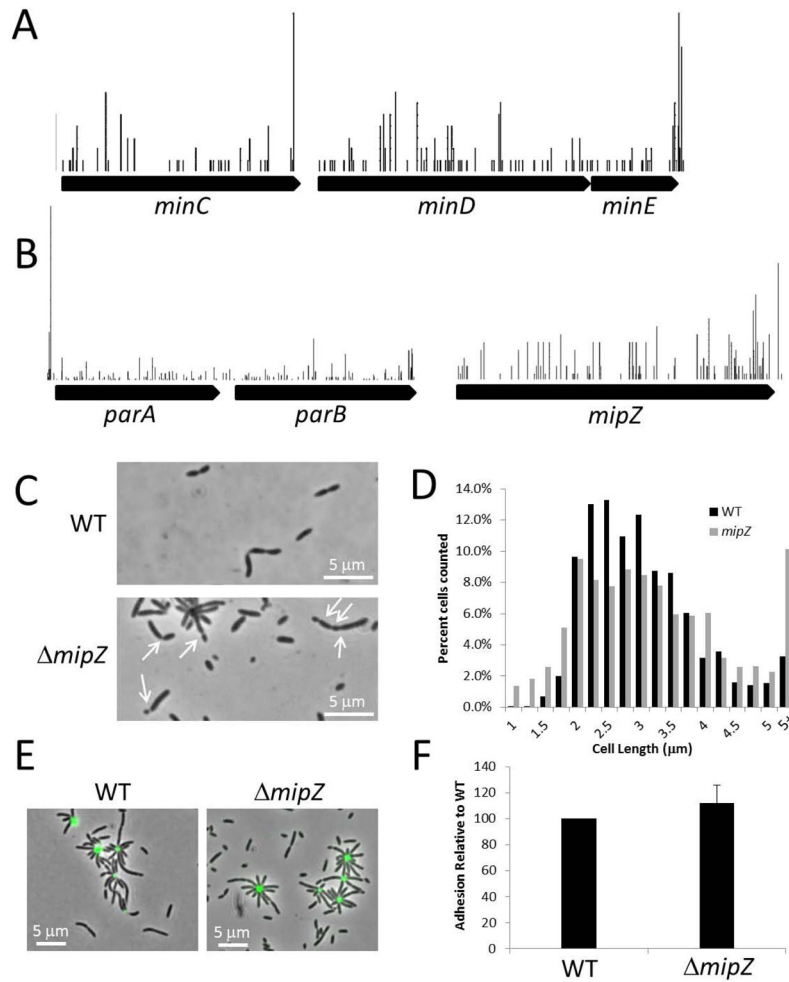 A
minC
minD
minE
B
parA
parB
mipZ
C
WT
5 μm
ΔmipZ
5 μm
D
14.0%
12.0%
10.0%
8.0%
6.0%
4.0%
2.0%
0.0%
Percent cells counted
WT
mipZ
1
1.5
2
2.5
3
3.5
4
4.5
5
Cell Length (μm)
E
WT
ΔmipZ
5 μm
5 μm
F
140
120
100
80
60
40
20
0
Adhesion Relative to WT
WT
ΔmipZ